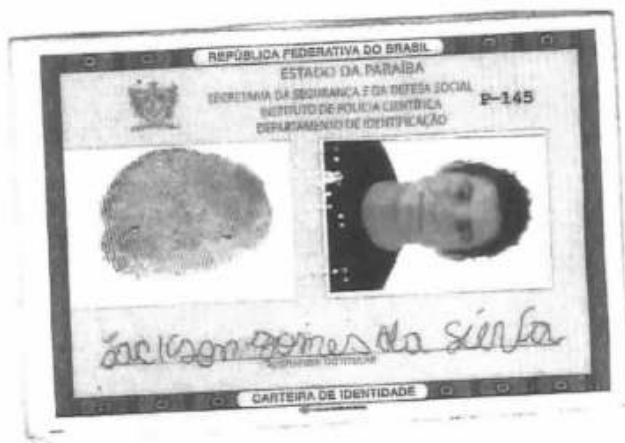 REPÚBLICA FEDERATIVA DO BRASIL
ESTADO DA PARAÍBA
SECRETARIA DA SEGURANÇA E DA DEFESA SOCIAL
INSTITUTO DE POLÍCIA CIENTÍFICA
DEPARTAMENTO DE IDENTIFICAÇÃO
P-145
Jackson gomes da
ASSINATURA DO TITULAR
CARTEIRA DE IDENTIDADE